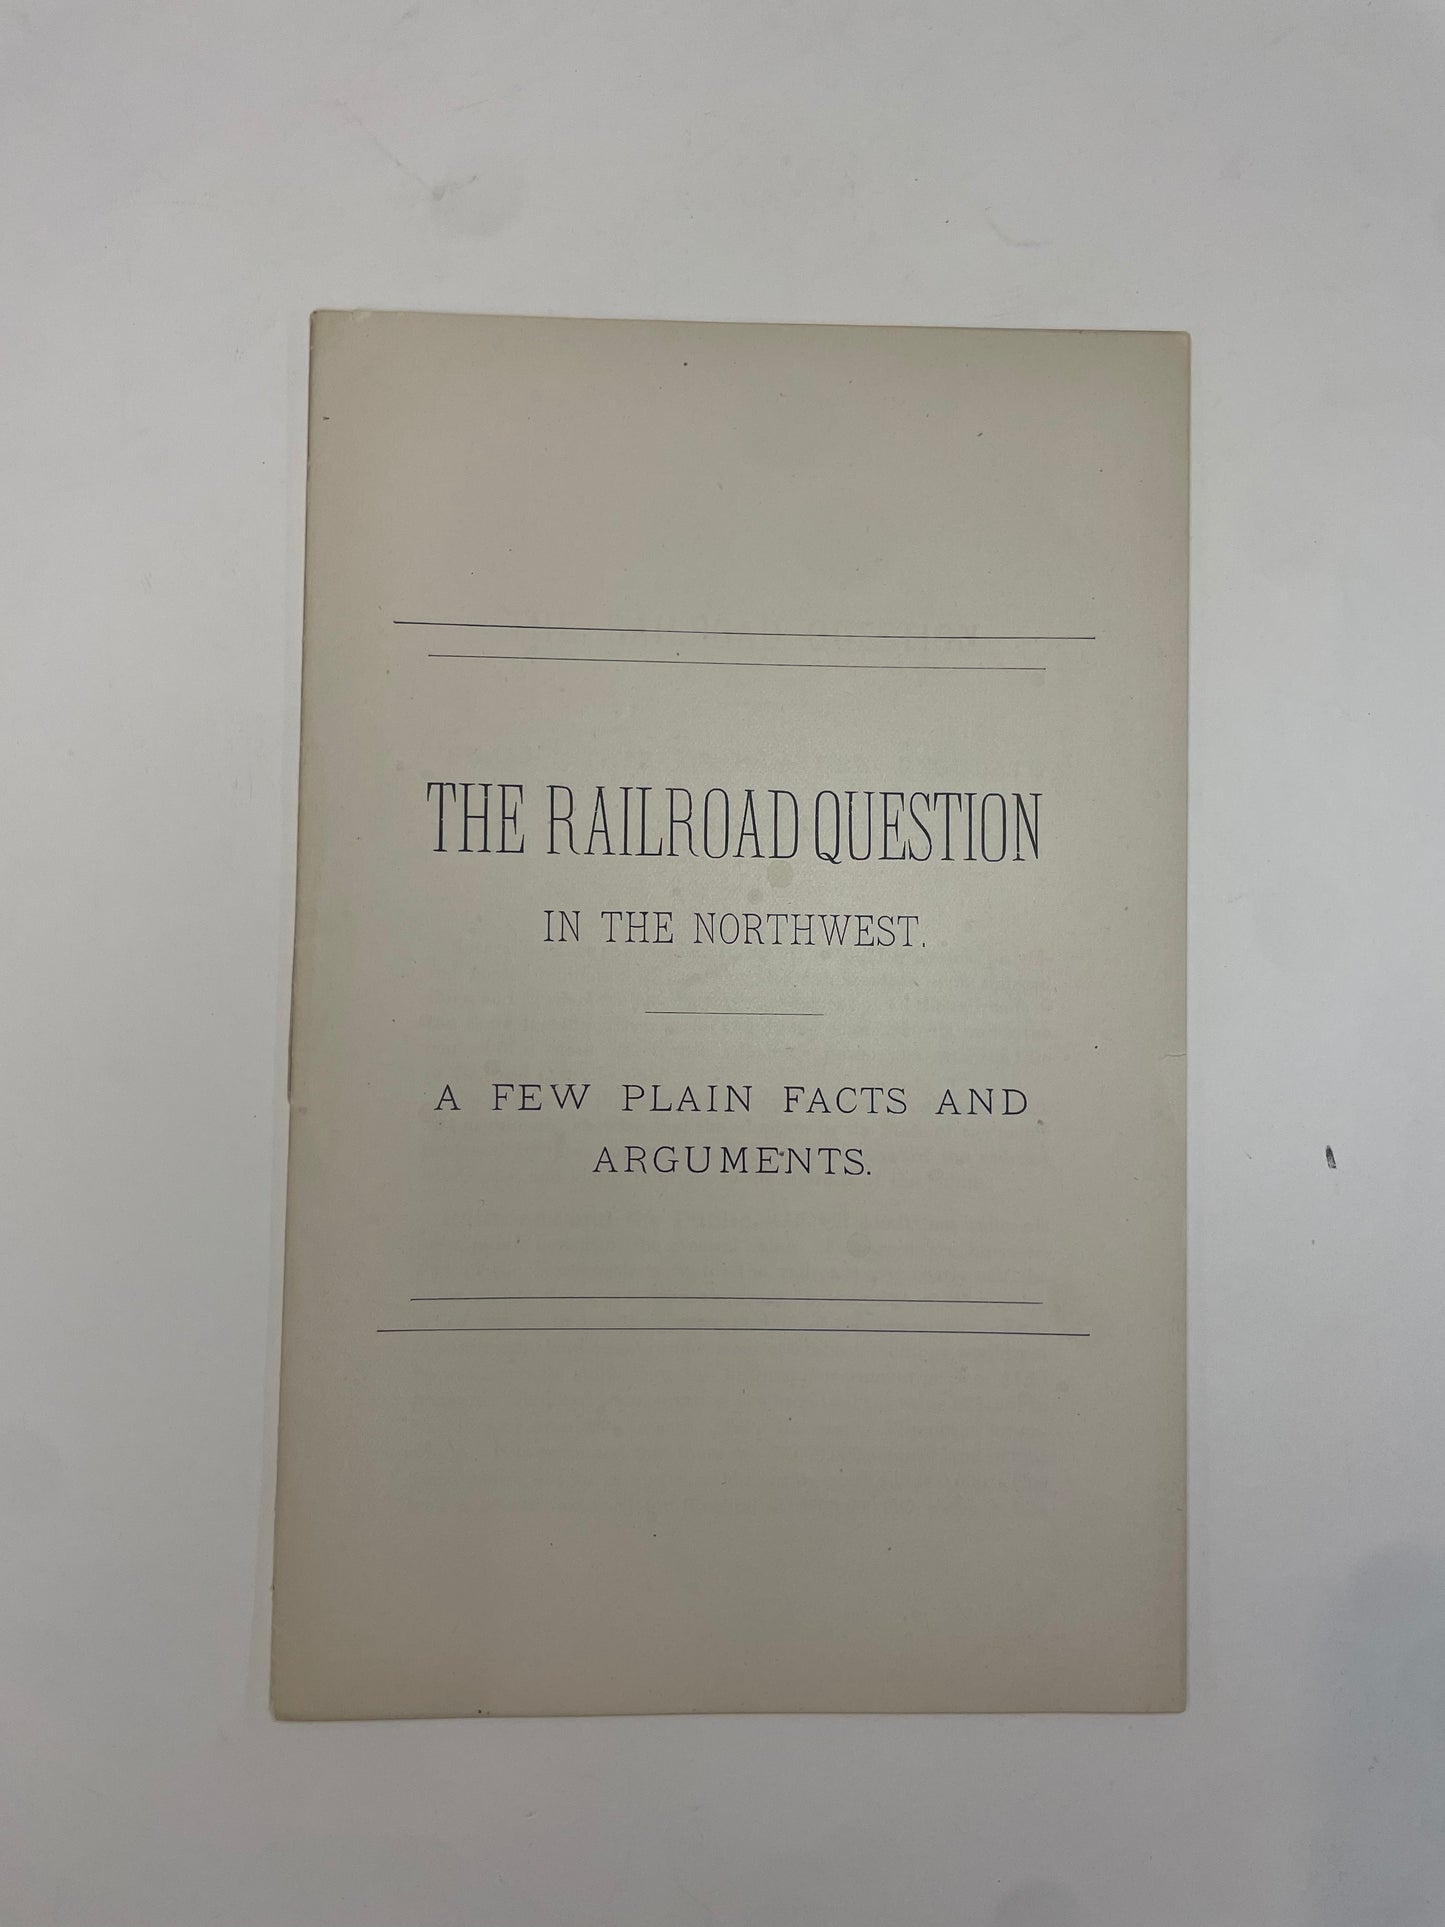 THE RAILROAD QUESTION
IN THE NORTHWEST.
A FEW PLAIN FACTS AND
ARGUMENTS.